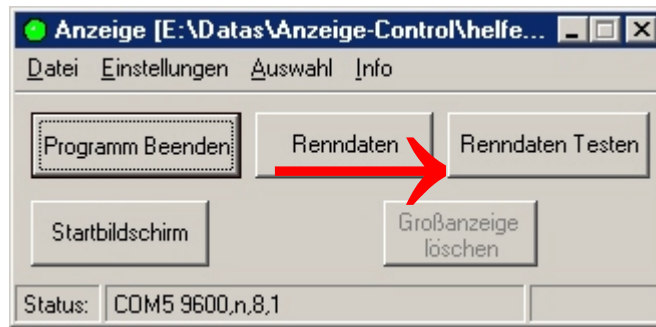 Anzeige [E:\Datas\Anzeige-Control\helfe...
Datei Einstellungen Auswahl Info
Programm Beenden
Renndaten
Renndaten Testen
Startbildschirm
Großanzeige
löschen
Status: COM5 9600,n,8,1